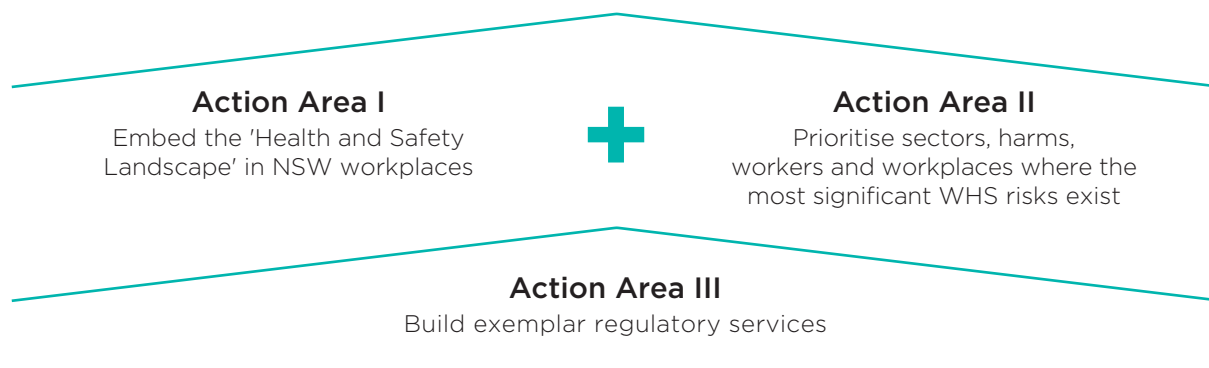 Action Area I
Embed the 'Health and Safety
Landscape' in NSW workplaces
Action Area II
Prioritise sectors, harms,
workers and workplaces where the
most significant WHS risks exist
Action Area III
Build exemplar regulatory services